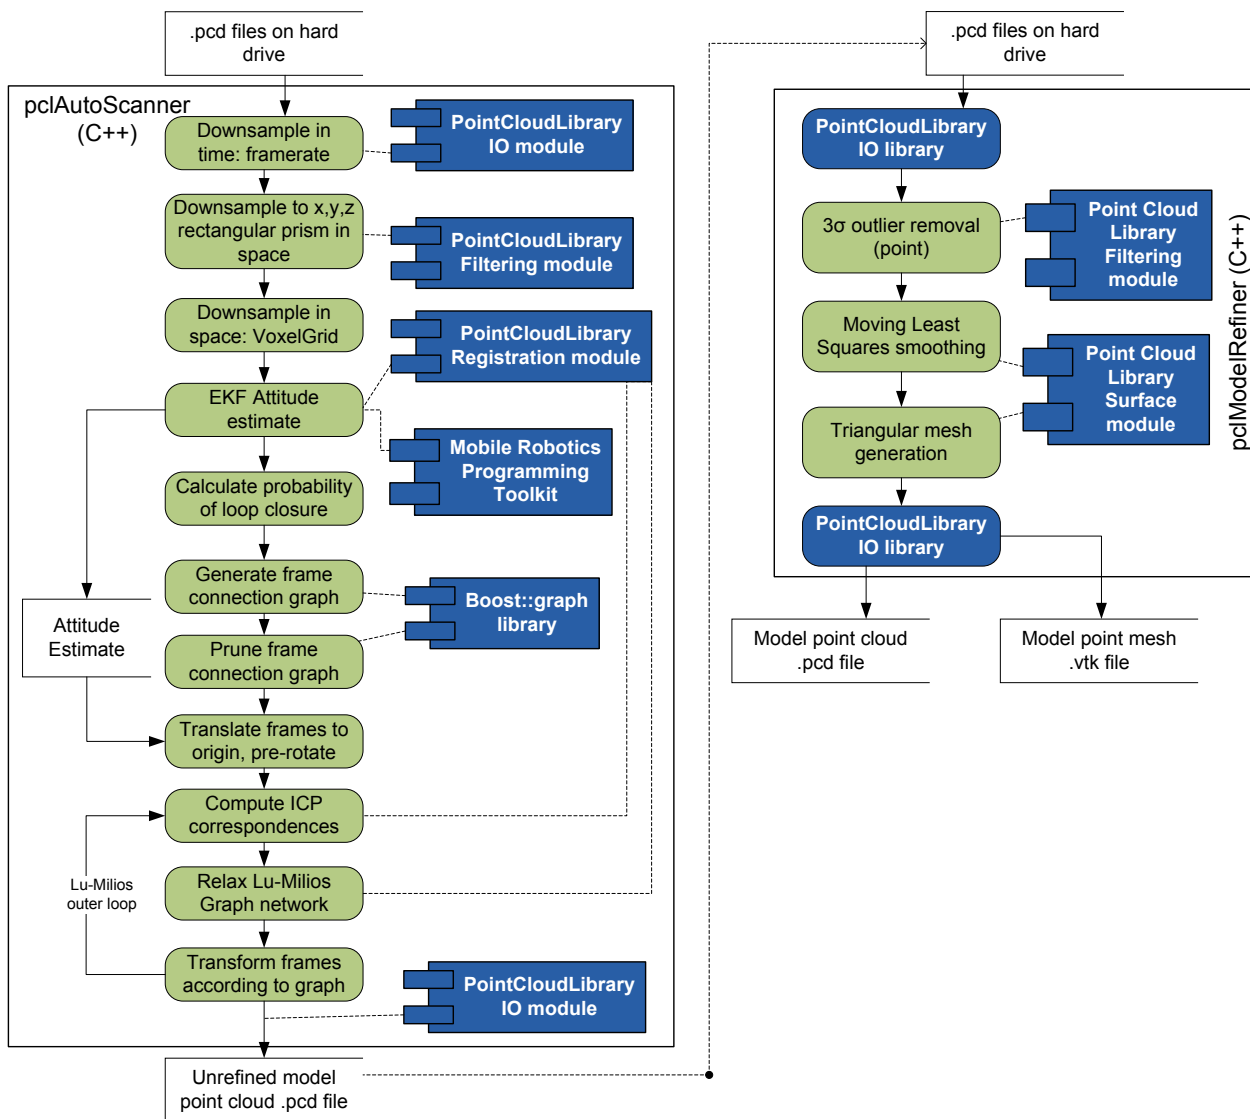 .pcd files on hard
drive
pclAutoScanner
(C++)
Downsample in
time: framerate
PointCloudLibrary
IO module
Downsample to x,y,z
rectangular prism in
space
PointCloudLibrary
Filtering module
Downsample in
space: VoxelGrid
PointCloudLibrary
Registration module
EKF Attitude
estimate
Mobile Robotics
Programming
Toolkit
Calculate probability
of loop closure
Generate frame
connection graph
Boost::graph
library
Attitude
Estimate
Prune frame
connection graph
Translate frames to
origin, pre-rotate
Compute ICP
correspondences
Lu-Milios
outer loop
Relax Lu-Milios
Graph network
Transform frames
according to graph
PointCloudLibrary
IO module
Unrefined model
point cloud .pcd file
.pcd files on hard
drive
pclModelRefiner (C++)
PointCloudLibrary
IO library
3σ outlier removal
(point)
Point Cloud
Library
Filtering
module
Moving Least
Squares smoothing
Point Cloud
Library
Surface
module
Triangular mesh
generation
PointCloudLibrary
IO library
Model point cloud
.pcd file
Model point mesh
.vtk file